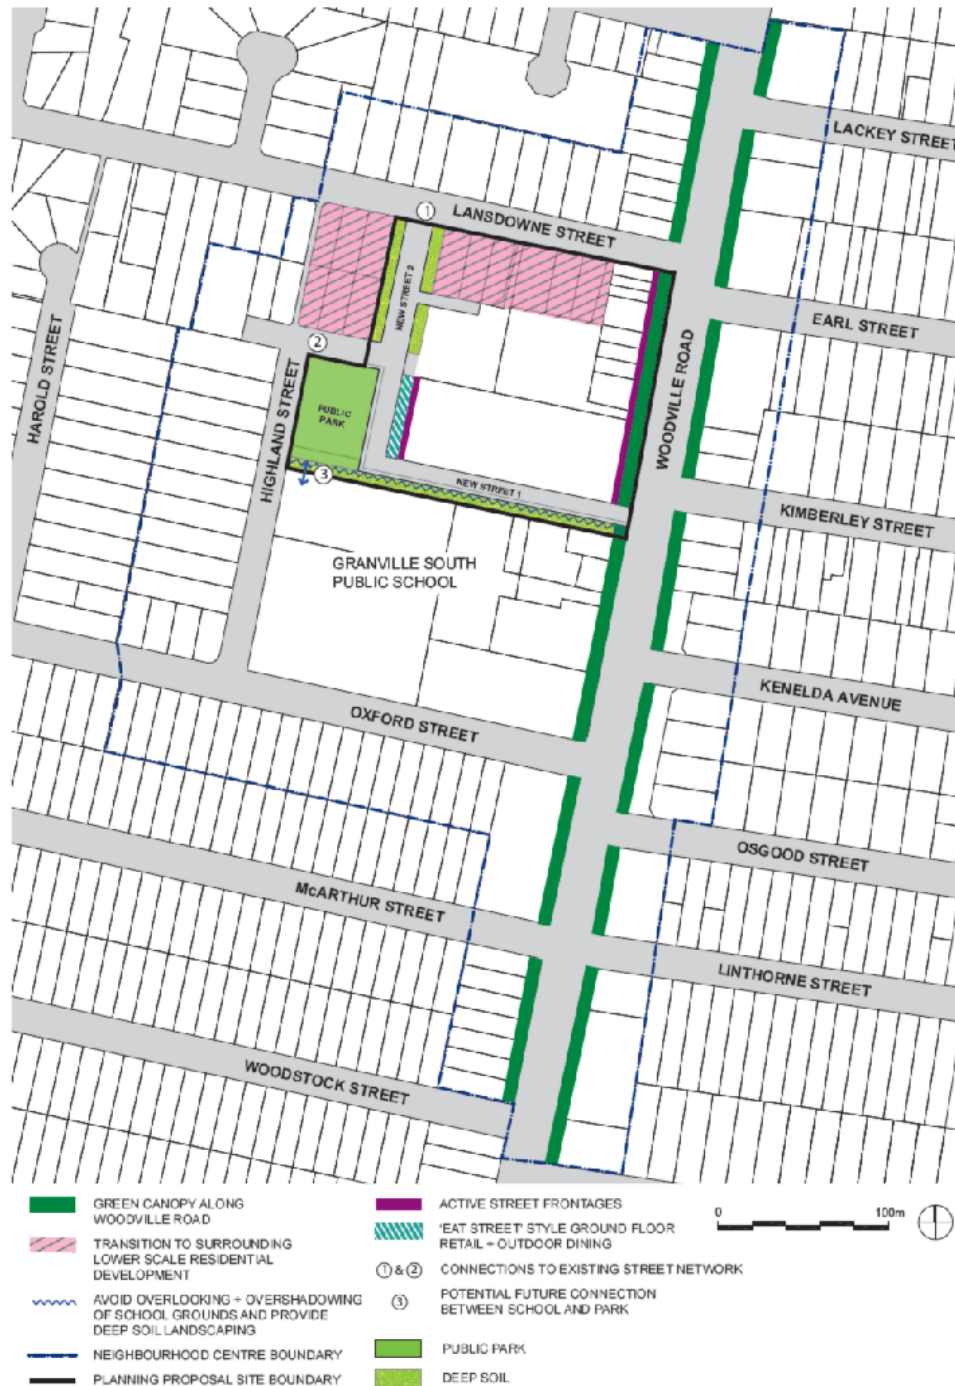 LACKEY STREET
LANSDOWNE STREET
1
NEW STREET 2
EARL STREET
HAROLD STREET
2
HIGHLAND STREET
PUBLIC
PARK
WOODVILLE ROAD
3
NEW STREET 1
KIMBERLEY STREET
GRANVILLE SOUTH
PUBLIC SCHOOL
KENELDA AVENUE
OXFORD STREET
OSGOOD STREET
McARTHUR STREET
LINTHORNE STREET
WOODSTOCK STREET
GREEN CANOPY ALONG
WOODVILLE ROAD
TRANSITION TO SURROUNDING
LOWER SCALE RESIDENTIAL
DEVELOPMENT
AVOID OVERLOOKING + OVERSHADOWING
OF SCHOOL GROUNDS AND PROVIDE
DEEP SOIL LANDSCAPING
NEIGHBOURHOOD CENTRE BOUNDARY
PLANNING PROPOSAL SITE BOUNDARY
ACTIVE STREET FRONTAGES
'EAT STREET' STYLE GROUND FLOOR
RETAIL + OUTDOOR DINING
1 & 2 CONNECTIONS TO EXISTING STREET NETWORK
3 POTENTIAL FUTURE CONNECTION
BETWEEN SCHOOL AND PARK
PUBLIC PARK
DEEP SOIL
0 100m